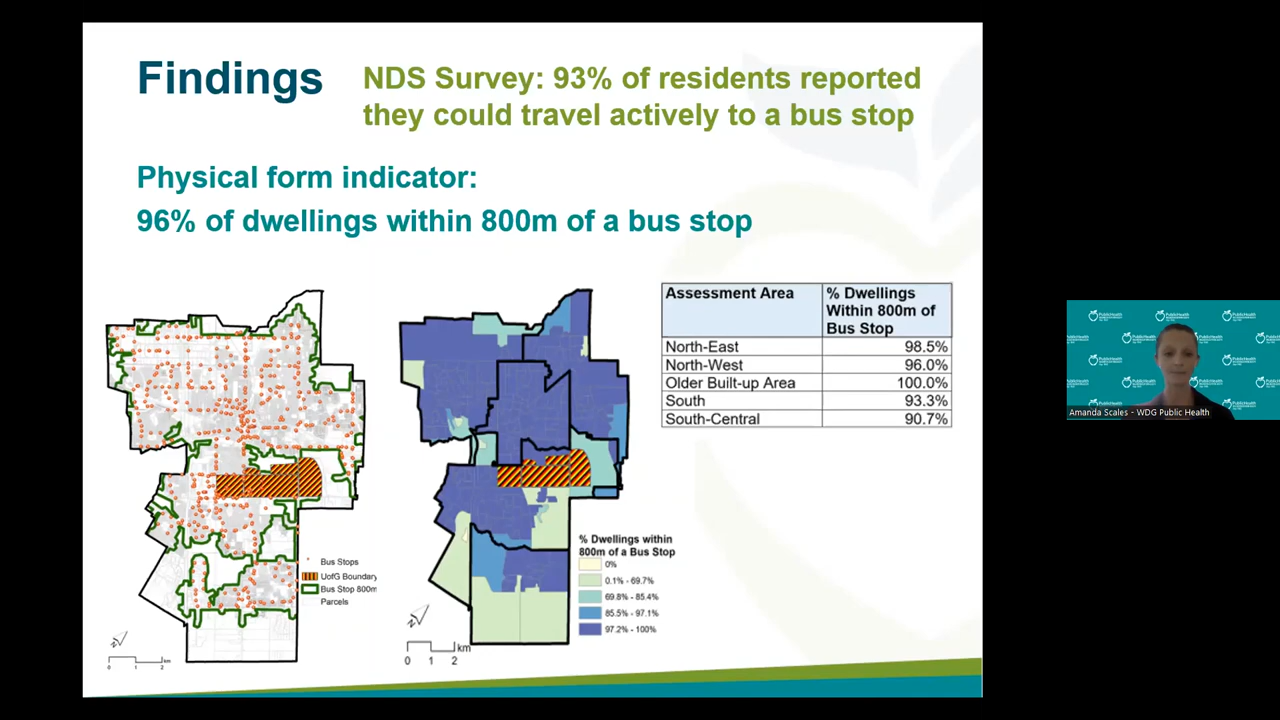 Findings
NDS Survey: 93% of residents reported
they could travel actively to a bus stop
Physical form indicator:
96% of dwellings within 800m of a bus stop
Bus Stops
UofG Boundary
Bus Stop 800m
Parcels
0 1 2 km
% Dwellings within
800m of a Bus Stop
0%
0.1% - 69.7%
69.8% - 85.4%
85.5% - 97.1%
97.2% - 100%
km
0 1 2
Assessment Area % Dwellings Within 800m of Bus Stop
North-East 98.5%
North-West 96.0%
Older Built-up Area 100.0%
South 93.3%
South-Central 90.7%
Amanda Scales - WDG Public Health